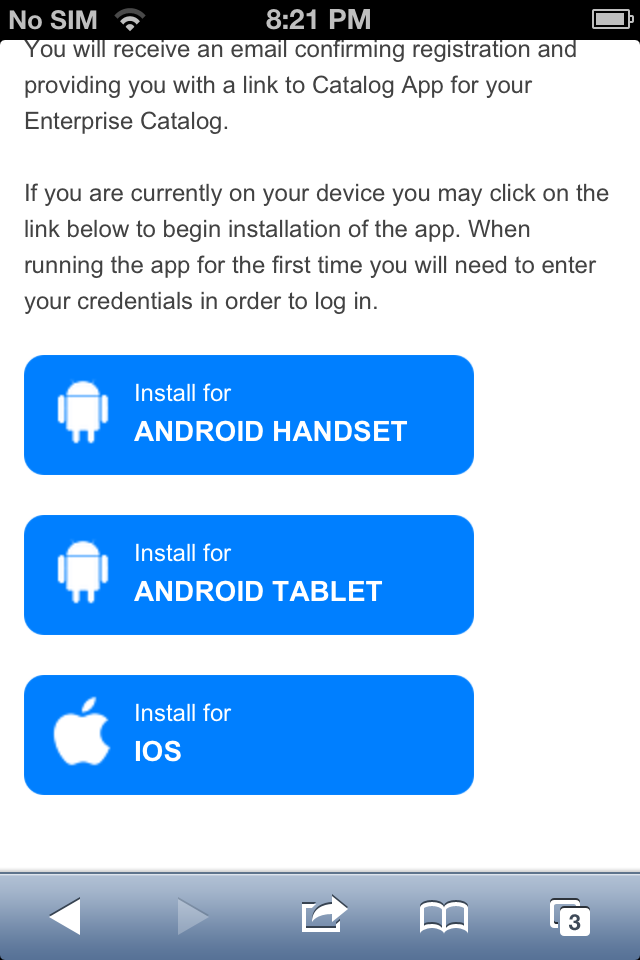 No SIM 8:21 PM
You will receive an email confirming registration and
providing you with a link to Catalog App for your
Enterprise Catalog.
If you are currently on your device you may click on the
link below to begin installation of the app. When
running the app for the first time you will need to enter
your credentials in order to log in.
Install for
ANDROID HANDSET
Install for
ANDROID TABLET
Install for
IOS
3